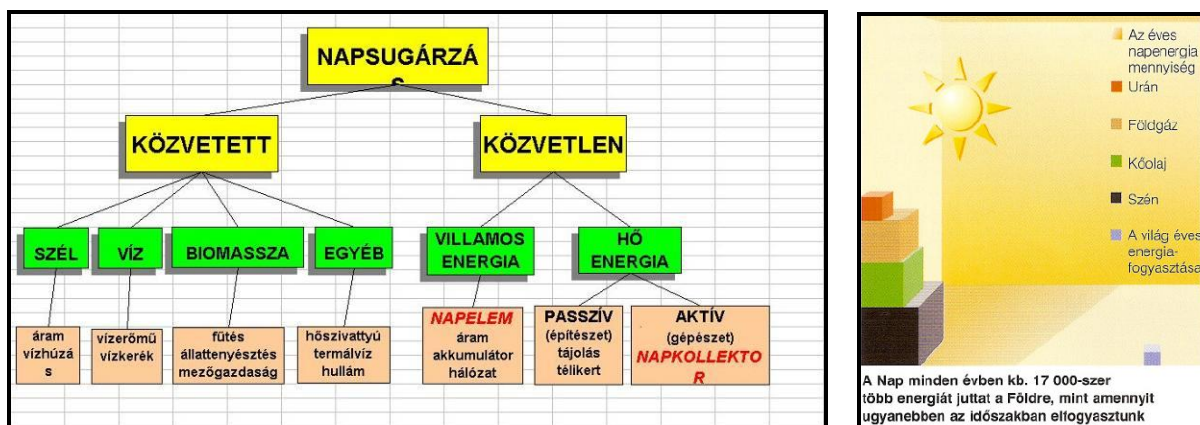 NAPSUGÁRZÁ
S
KÖZVETETT
KÖZVETLEN
SZÉL
VÍZ
BIOMASSZA
EGYÉB
VILLAMOS
ENERGIA
HŐ
ENERGIA
áram
vízhúzá
s
vízerőmű
vízkerék
fűtés
állattenyésztés
mezőgazdaság
hőszivattyú
termálvíz
hullám
NAPELEM
áram
akkumulátor
hálózat
PASSZÍV
(építészet)
tájolás
télikert
AKTÍV
(gépészet)
NAPKOLLEKTO
R
Az éves
napenergia
mennyiség
Urán
Földgáz
Kőolaj
Szén
A világ éves
energia-
fogyasztása
A Nap minden évben kb. 17 000-szer
több energiát juttat a Földre, mint amennyit
ugyanebben az időszakban elfogyasztunk